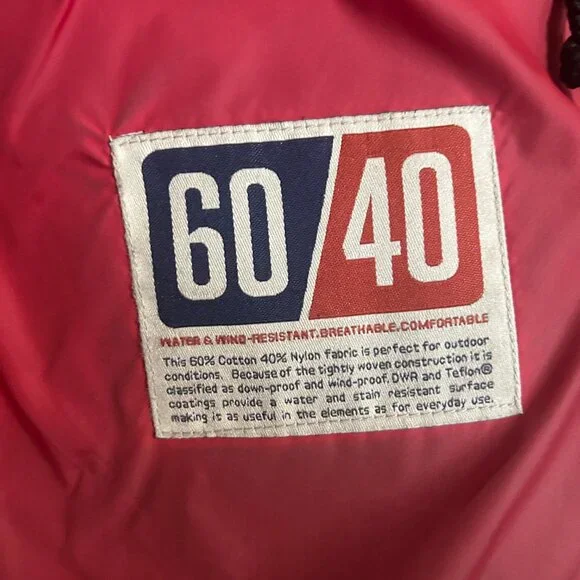 60/40
WATER & WIND-RESISTANT.BREATHABLE.COMFORTABLE
This 60% Cotton 40% Nylon fabric is perfect for outdoor
conditions. Because of the tightly woven construction it is
classified as down-proof and wind-proof. DWR and Teflon®
coatings provide a water and stain resistant surface
making it as useful in the elements as for everyday use.